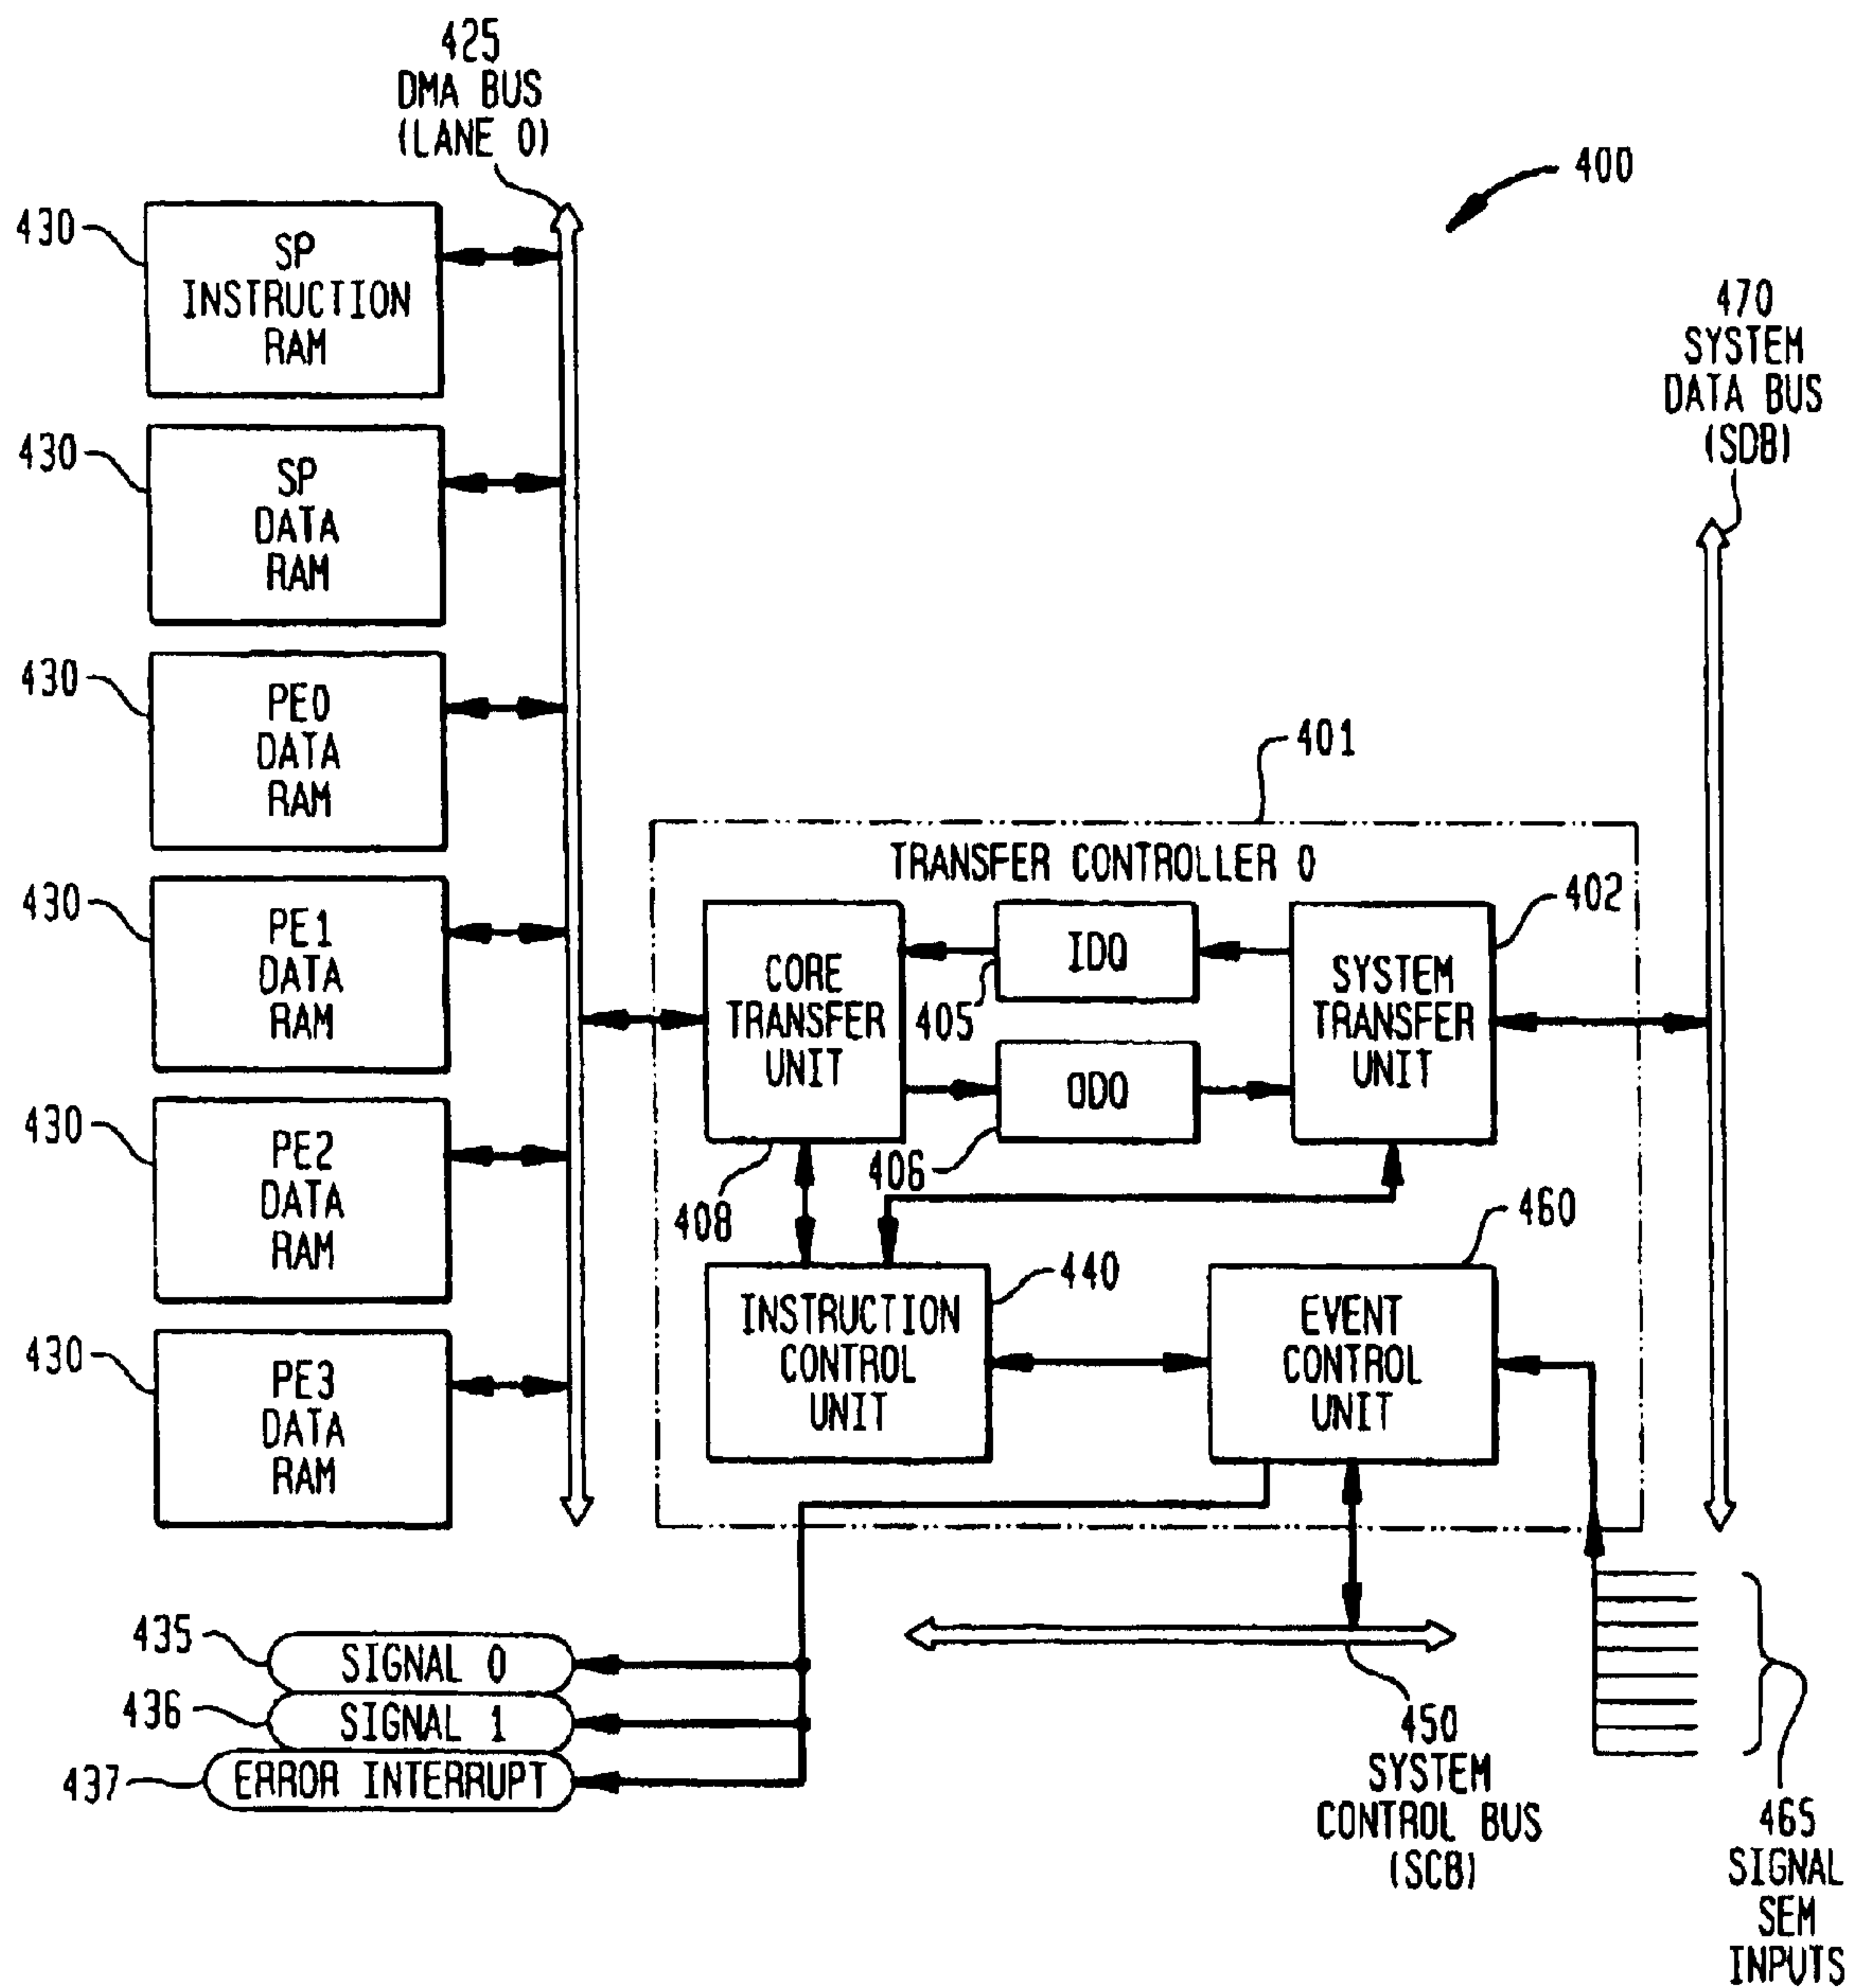 425
DMA BUS
(LANE 0)
400
430
SP
INSTRUCTION
RAM
470
SYSTEM
DATA BUS
(SDB)
430
SP
DATA
RAM
430
PE0
DATA
RAM
401
TRANSFER CONTROLLER 0
430
PE1
DATA
RAM
CORE
TRANSFER
UNIT
IDQ
405
ODQ
406
SYSTEM
TRANSFER
UNIT
402
408
430
PE2
DATA
RAM
INSTRUCTION
CONTROL
UNIT
440
EVENT
CONTROL
UNIT
460
430
PE3
DATA
RAM
435
SIGNAL 0
436
SIGNAL 1
437
ERROR INTERRUPT
450
SYSTEM
CONTROL BUS
(SCB)
465
SIGNAL
SEM
INPUTS